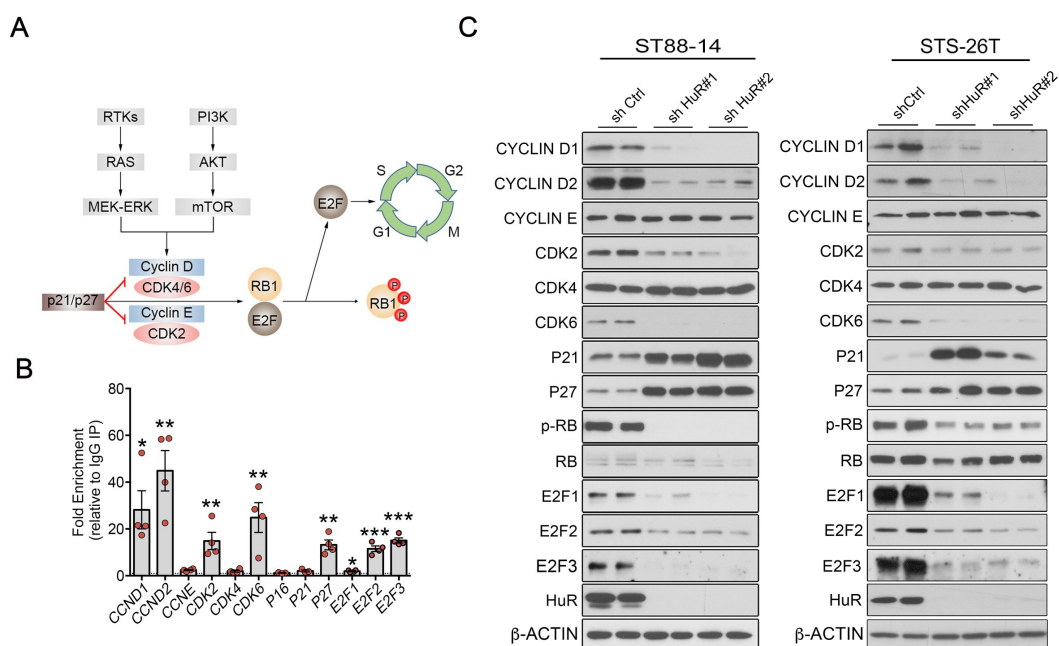 A
RTKs PI3K
RAS AKT
MEK-ERK mTOR
Cyclin D
CDK4/6
p21/p27
Cyclin E
CDK2
RB1
E2F
E2F
RB1
P
P
P
S G2
G1 M
B
Fold Enrichment
(relative to IgG IP)
80
60
40
20
0
* ** ** ** ** * *** ***
CCND1 CCND2 CCNE CDK2 CDK4 CDK6 P16 P21 P27 E2F1 E2F2 E2F3
C
ST88-14
sh Ctrl sh HuR#1 sh HuR#2
CYCLIN D1
CYCLIN D2
CYCLIN E
CDK2
CDK4
CDK6
P21
P27
p-RB
RB
E2F1
E2F2
E2F3
HuR
β-ACTIN
STS-26T
shCtrl shHuR#1 shHuR#2
CYCLIN D1
CYCLIN D2
CYCLIN E
CDK2
CDK4
CDK6
P21
P27
p-RB
RB
E2F1
E2F2
E2F3
HuR
β-ACTIN